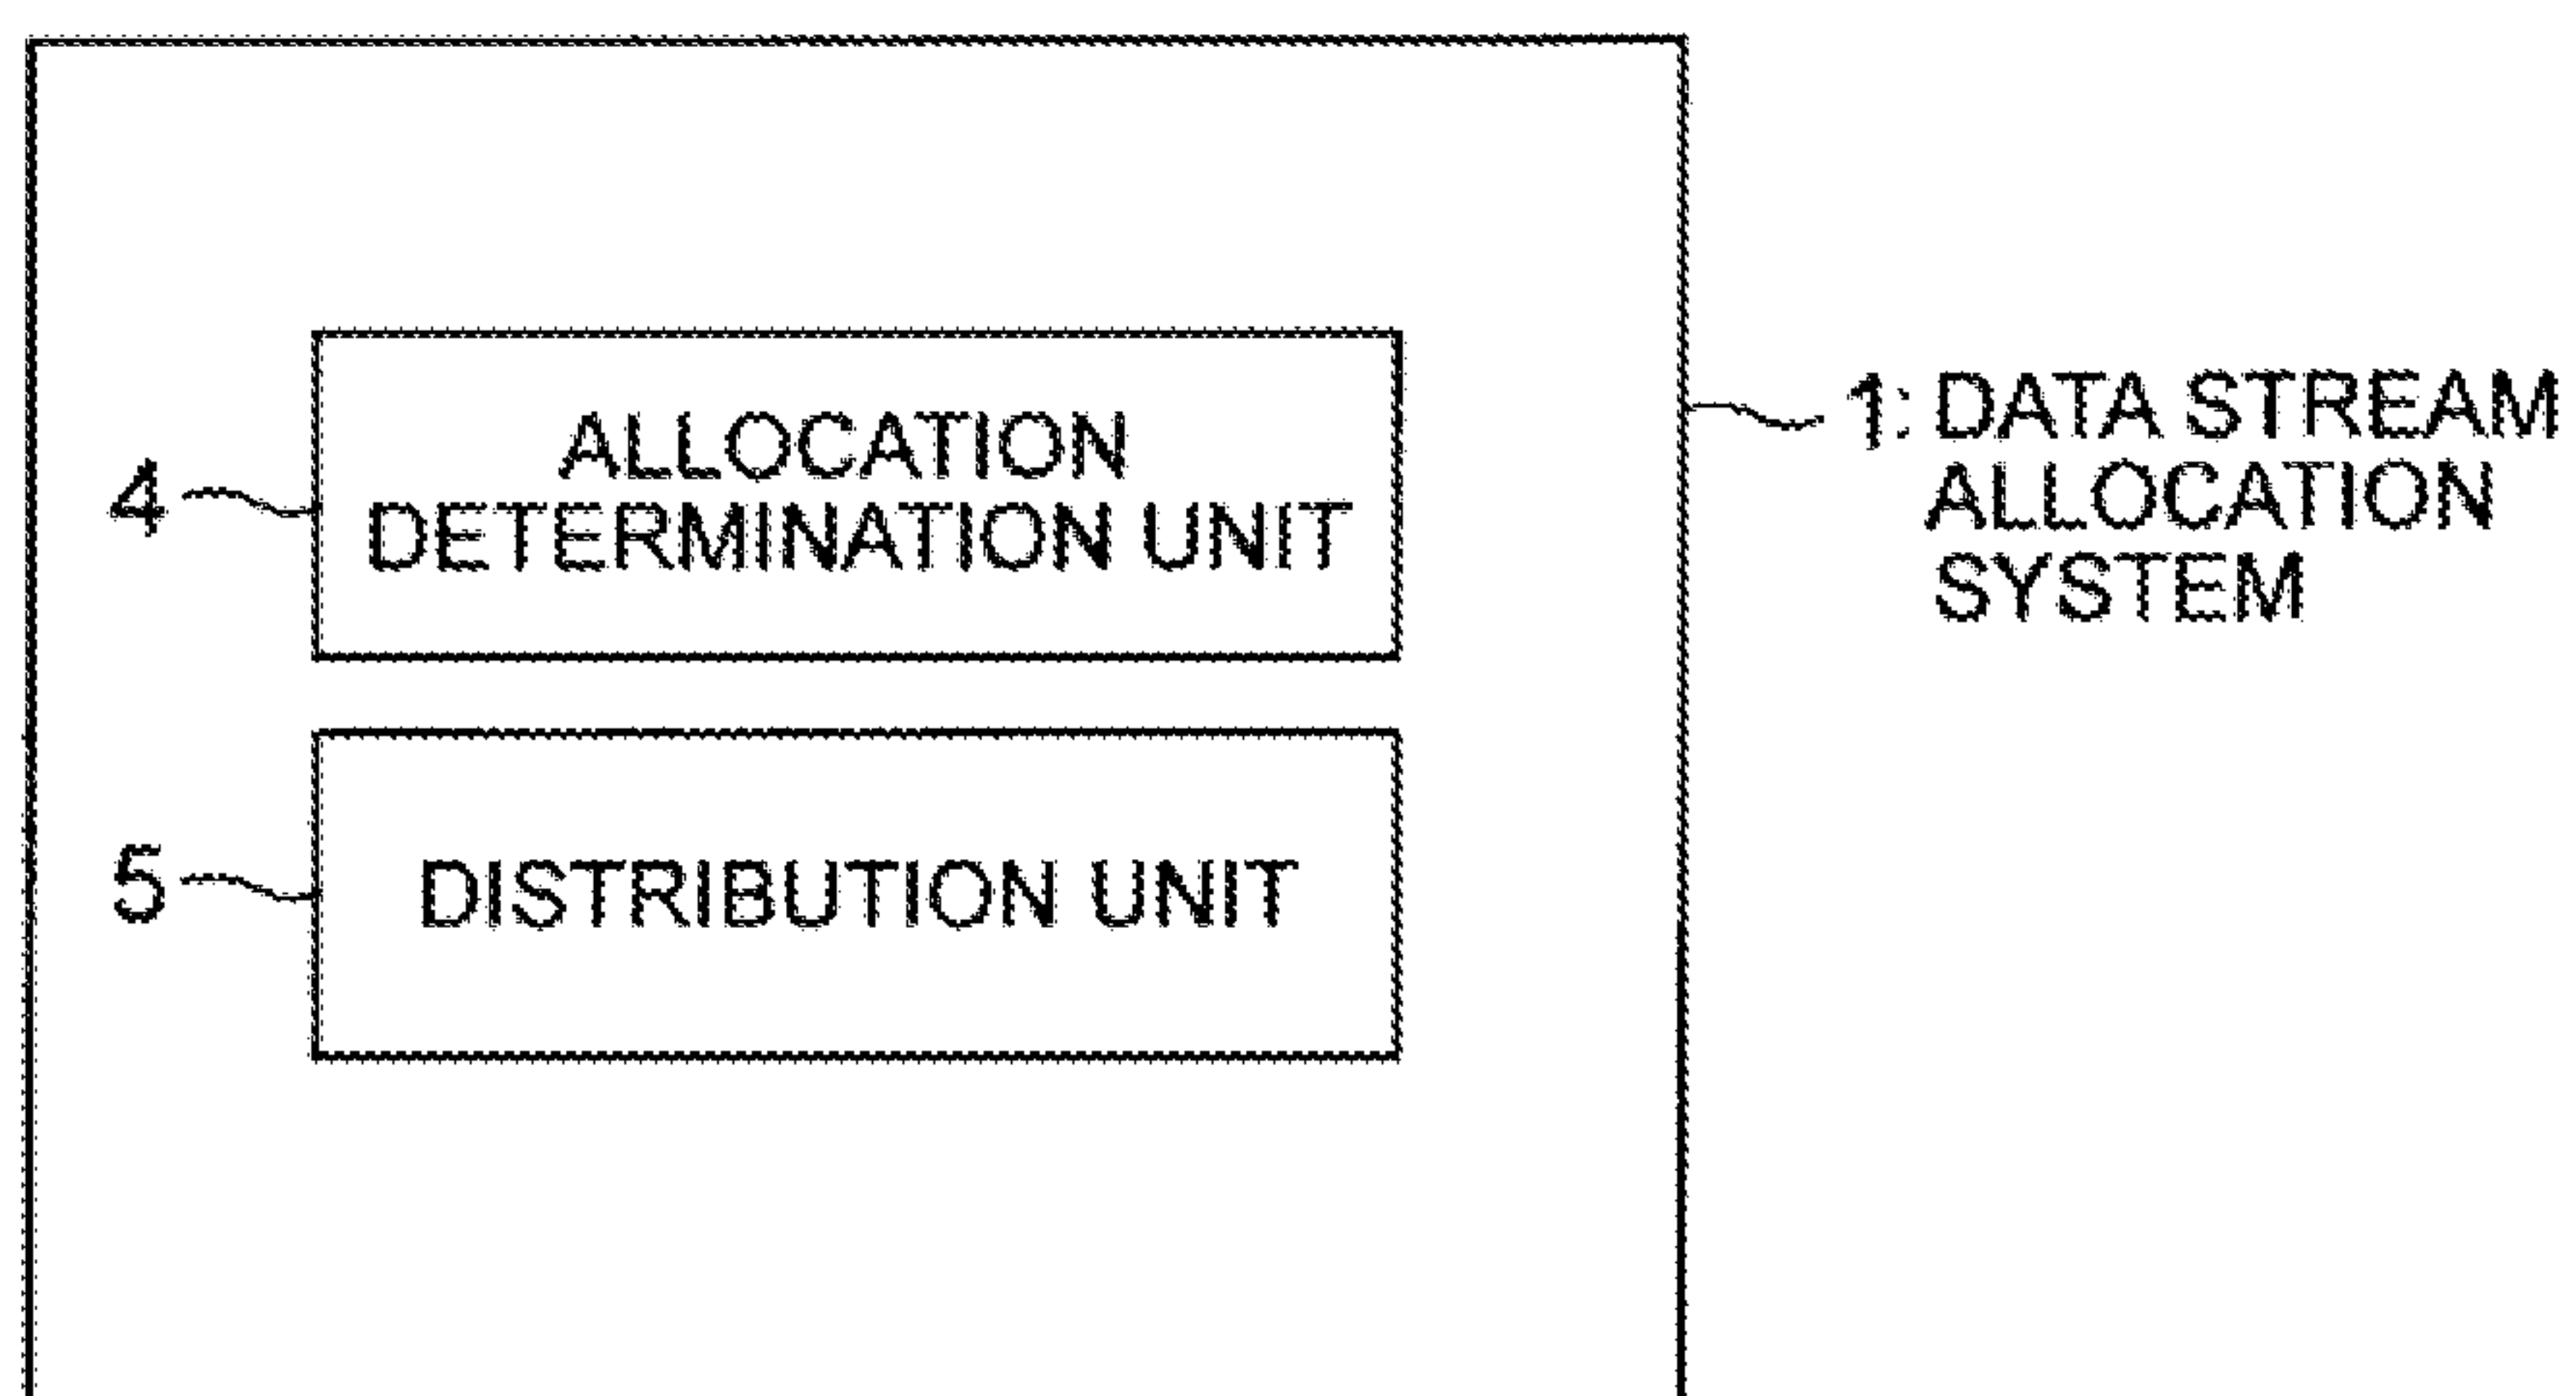 ALLOCATION
4
DETERMINATION UNIT
1: DATA STREAM
ALLOCATION
SYSTEM
5
DISTRIBUTION UNIT